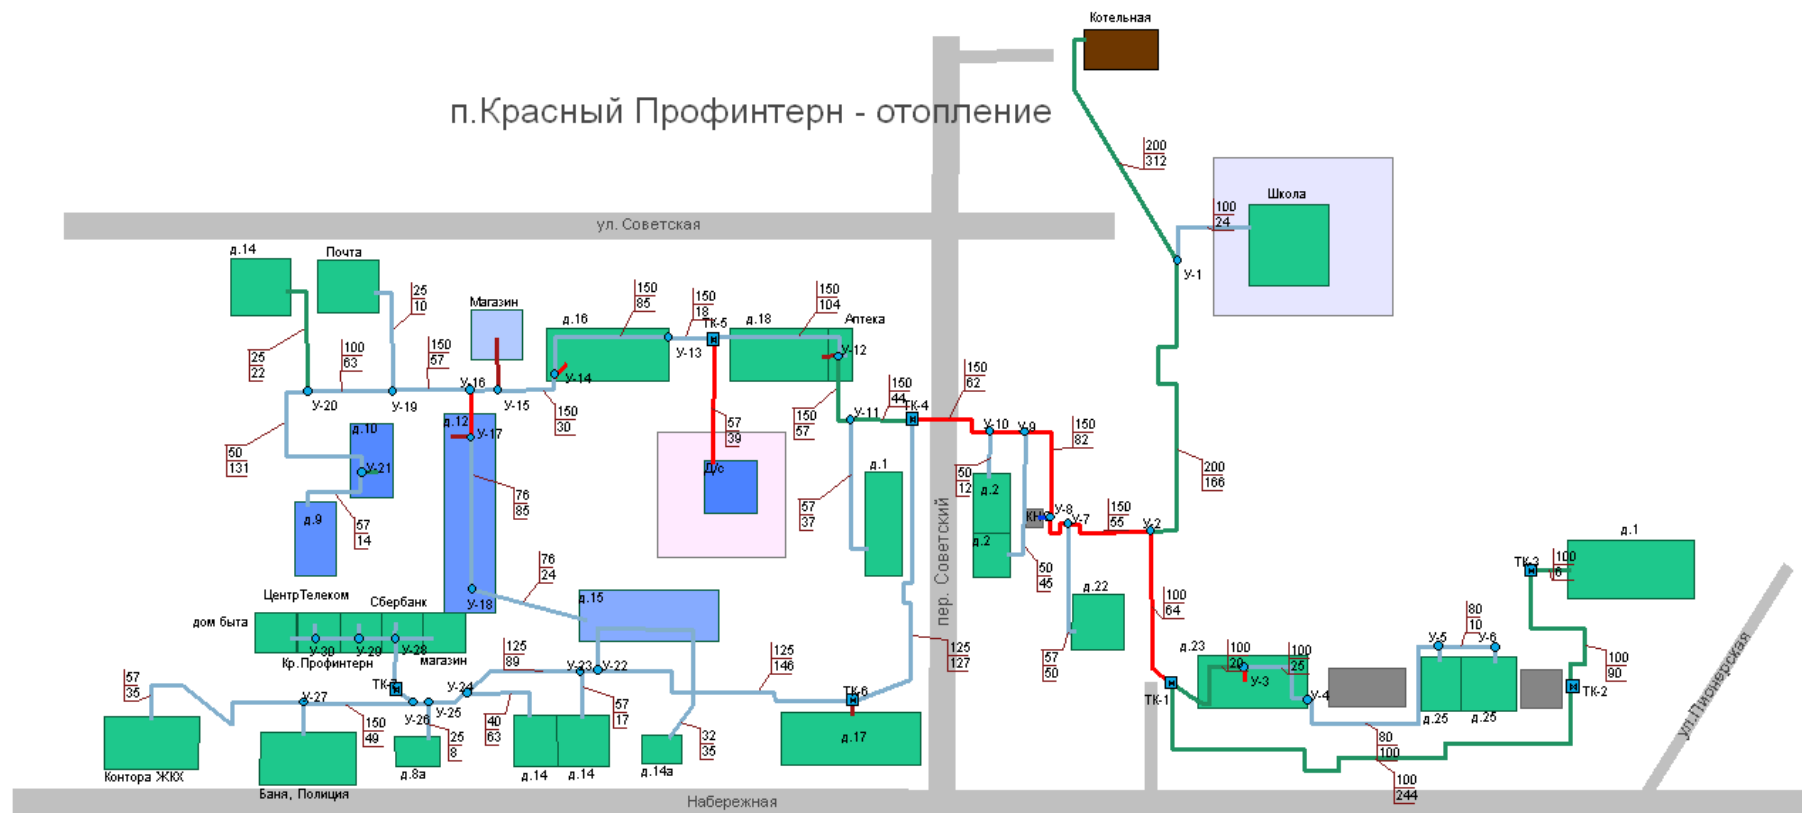 Котельная
п.Красный Профинтерн - отопление
200
312
Школа
100
24
ул. Советская
У-1
д.14
Почта
25
10
Магазин
150
85
150
18
150
104
д.16
ТК-5
д.18
Аптека
У-13
У-12
У-14
25
22
100
63
150
57
У-16
У-20
У-19
У-15
150
30
150
57
150
44
ТК-4
У-11
150
62
У-10
У-9
150
82
д.12
У-17
д.10
У-21
50
131
57
39
Д/с
д.1
57
37
50
12
д.2
д.2
200
166
76
85
д.9
57
14
У-8
У-7
150
55
У-2
50
45
пер. Советский
76
24
д.15
У-18
ЦентрТелеком
Сбербанк
дом быта
У-30
У-29
У-28
Кр.Профинтерн
магазин
д.22
57
50
100
64
ТК-3
100
6
д.1
80
10
У-5
У-6
100
90
ул.Пионерская
125
89
У-23
У-22
125
146
125
127
д.23
100
20
100
25
У-3
У-4
ТК-1
ТК-2
д.25
д.25
57
35
У-27
У-24
У-26
У-25
ТК-6
150
49
25
8
40
63
57
17
32
35
д.17
80
100
100
244
Контора ЖКХ
Баня, Полиция
д.8а
д.14
д.14
д.14а
Набережная